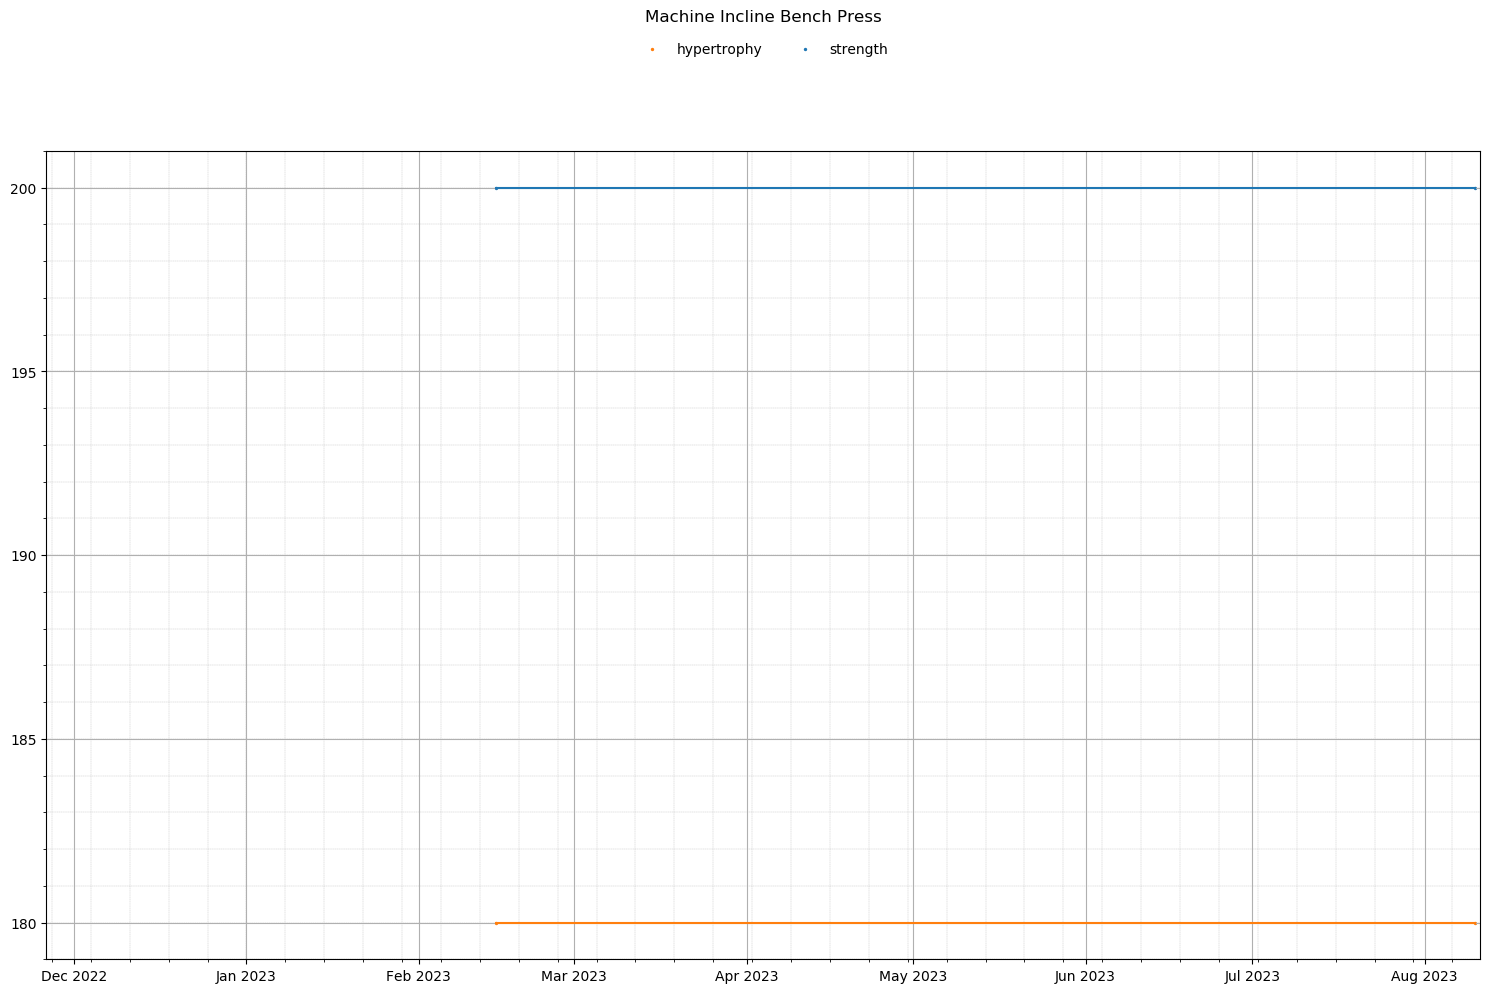 Machine Incline Bench Press
hypertrophy strength
200
195
190
185
180
Dec 2022 Jan 2023 Feb 2023 Mar 2023 Apr 2023 May 2023 Jun 2023 Jul 2023 Aug 2023